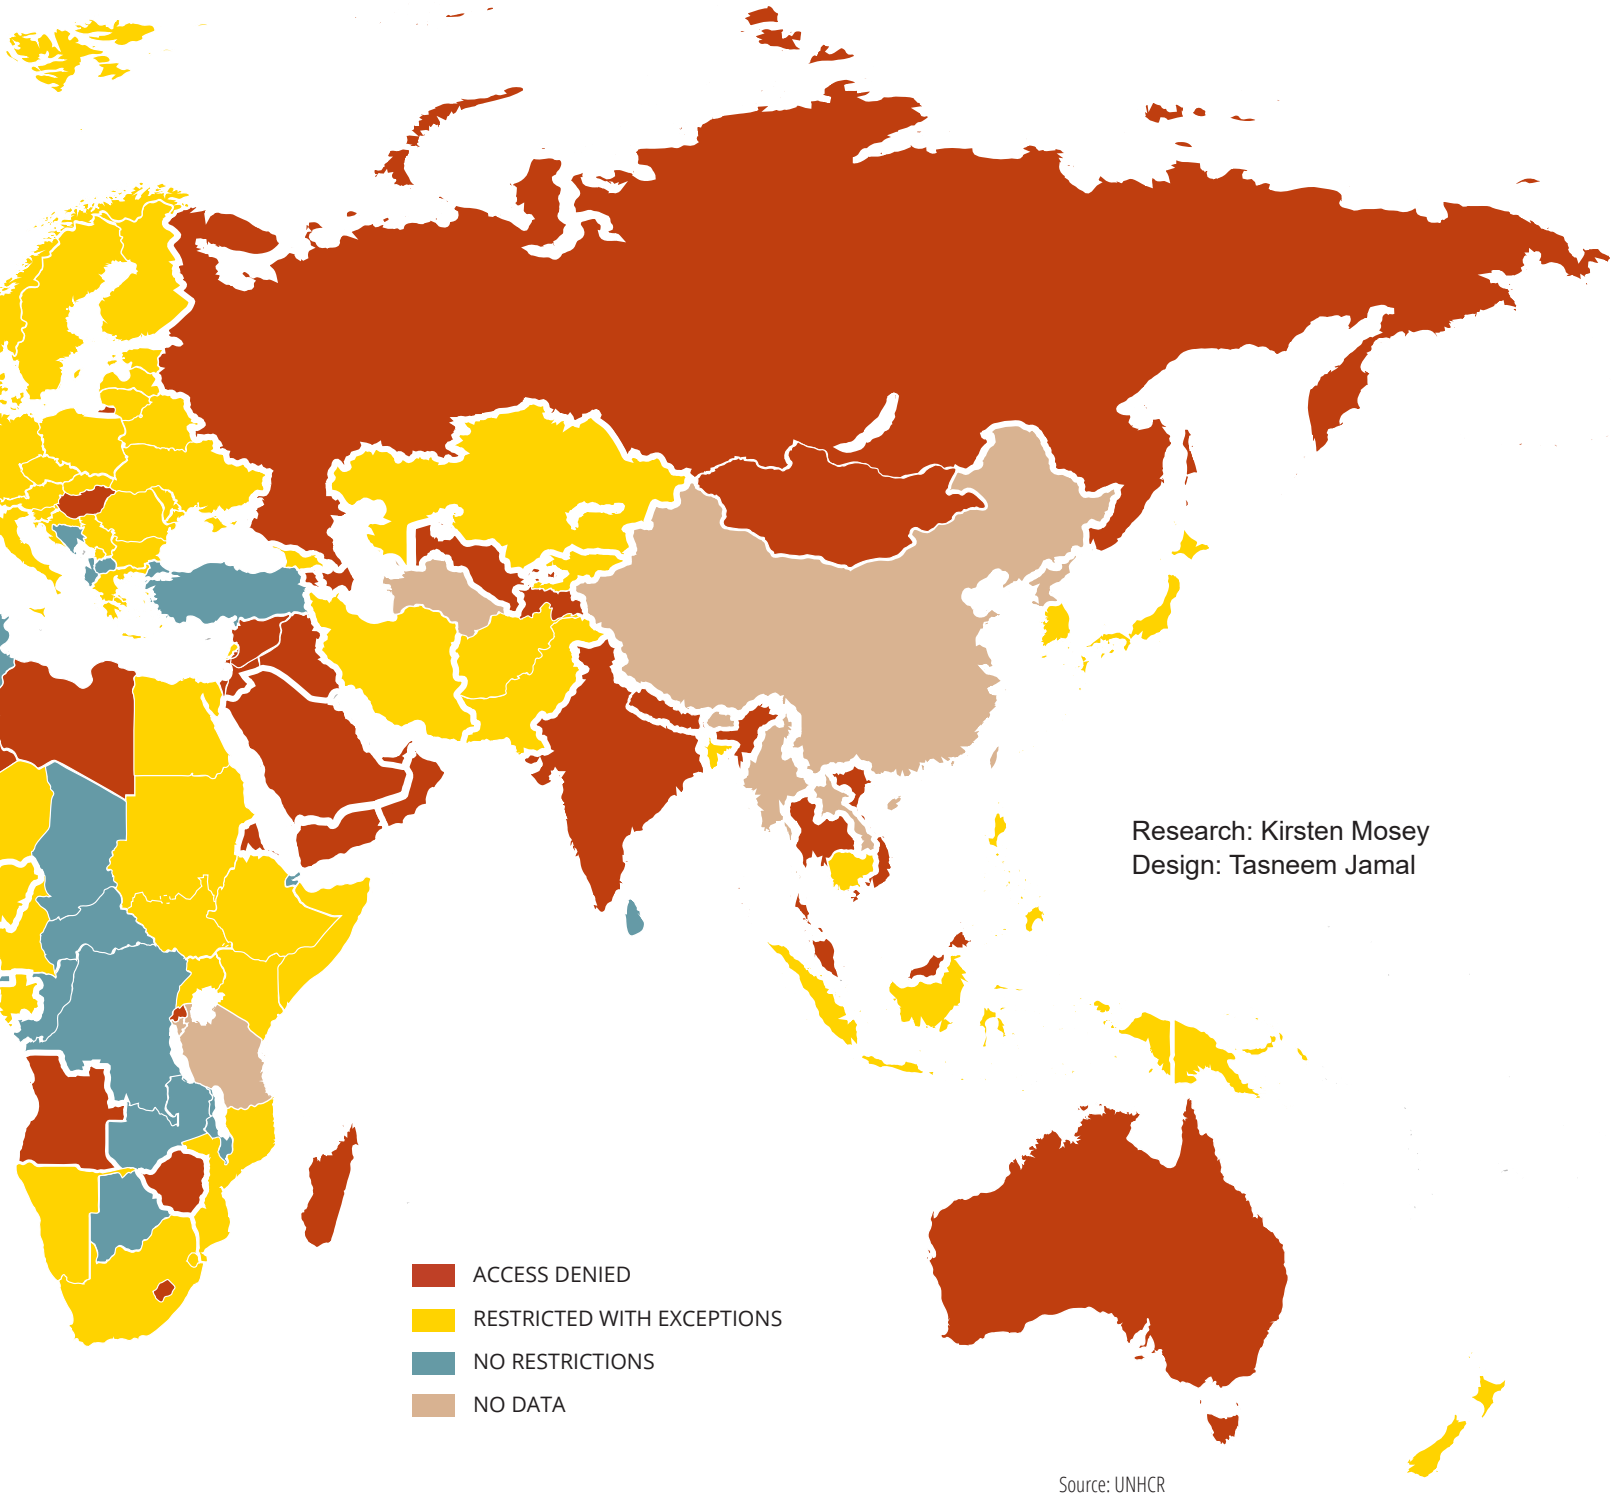 Research: Kirsten Mosey
Design: Tasneem Jamal
ACCESS DENIED
RESTRICTED WITH EXCEPTIONS
NO RESTRICTIONS
NO DATA
Source: UNHCR